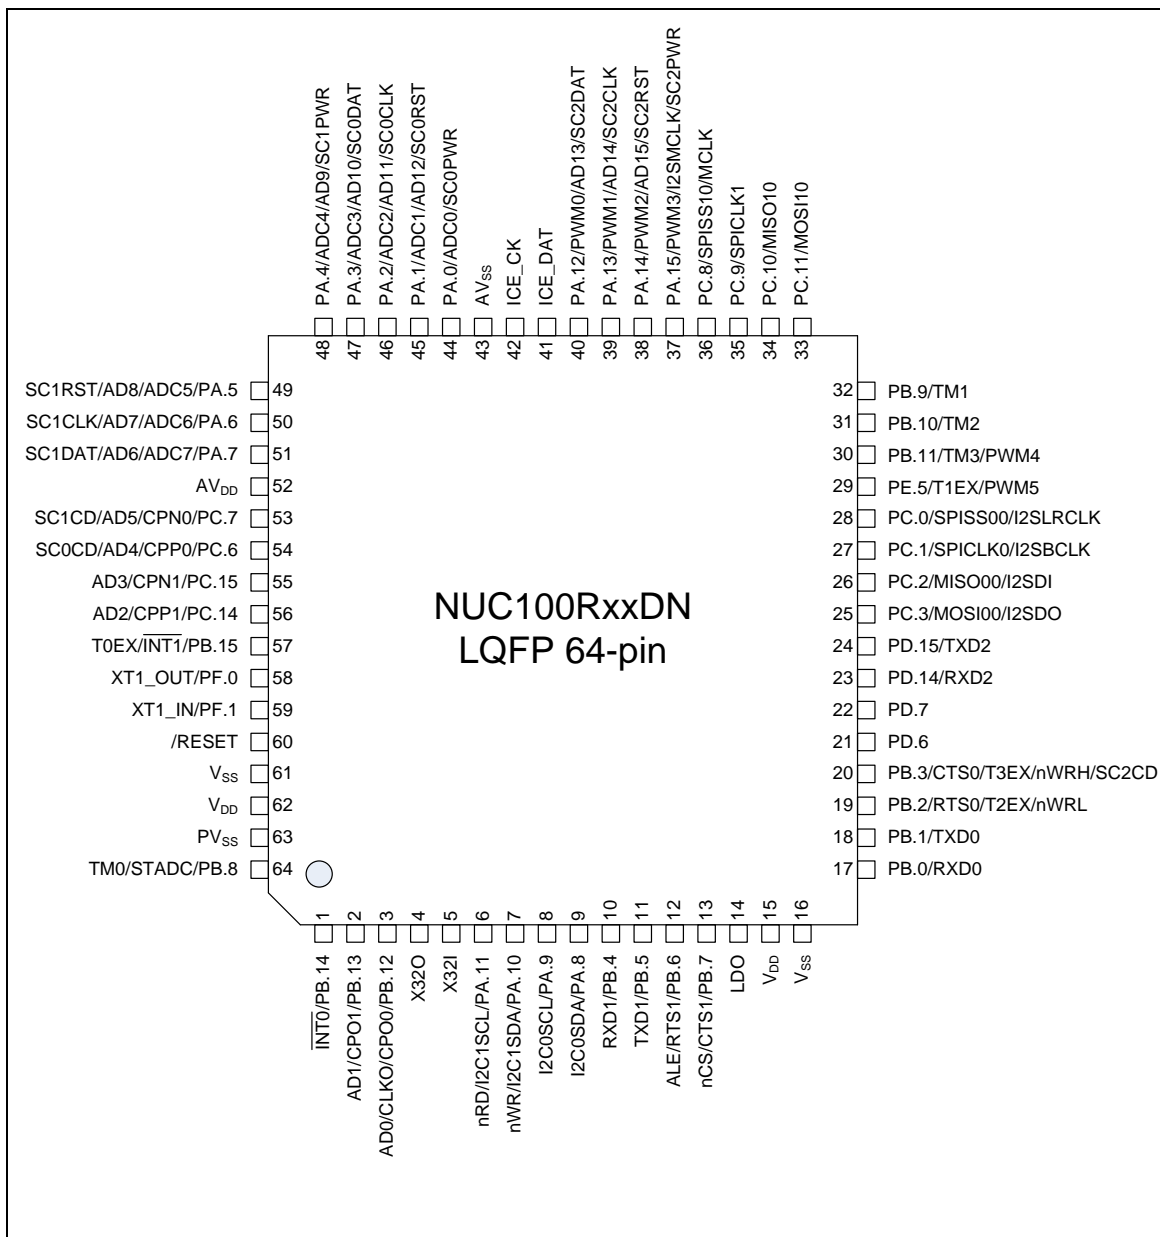 PA.4/ADC4/AD9/SC1PWR
PA.3/ADC3/AD10/SC0DAT
PA.2/ADC2/AD11/SC0CLK
PA.1/ADC1/AD12/SC0RST
PA.0/ADC0/SC0PWR
AVSS
ICE_CK
ICE_DAT
PA.12/PWM0/AD13/SC2DAT
PA.13/PWM1/AD14/SC2CLK
PA.14/PWM2/AD15/SC2RST
PA.15/PWM3/I2SMCLK/SC2PWR
PC.8/SPISS10/MCLK
PC.9/SPICLK1
PC.10/MISO10
PC.11/MOSI10
48 47 46 45 44 43 42 41 40 39 38 37 36 35 34 33
SC1RST/AD8/ADC5/PA.5 49
SC1CLK/AD7/ADC6/PA.6 50
SC1DAT/AD6/ADC7/PA.7 51
AVDD 52
SC1CD/AD5/CPN0/PC.7 53
SC0CD/AD4/CPP0/PC.6 54
AD3/CPN1/PC.15 55
AD2/CPP1/PC.14 56
T0EX/INT1/PB.15 57
XT1_OUT/PF.0 58
XT1_IN/PF.1 59
/RESET 60
VSS 61
VDD 62
PVSS 63
TM0/STADC/PB.8 64
NUC100RxxDN
LQFP 64-pin
32 PB.9/TM1
31 PB.10/TM2
30 PB.11/TM3/PWM4
29 PE.5/T1EX/PWM5
28 PC.0/SPISS00/I2SLRCLK
27 PC.1/SPICLK0/I2SBCLK
26 PC.2/MISO00/I2SDI
25 PC.3/MOSI00/I2SDO
24 PD.15/TXD2
23 PD.14/RXD2
22 PD.7
21 PD.6
20 PB.3/CTS0/T3EX/nWRH/SC2CD
19 PB.2/RTS0/T2EX/nWRL
18 PB.1/TXD0
17 PB.0/RXD0
1 2 3 4 5 6 7 8 9 10 11 12 13 14 15 16
INT0/PB.14
AD1/CPO1/PB.13
AD0/CLKO/CPO0/PB.12
X32O
X32I
nRD/I2C1SCL/PA.11
nWR/I2C1SDA/PA.10
I2C0SCL/PA.9
I2C0SDA/PA.8
RXD1/PB.4
TXD1/PB.5
ALE/RTS1/PB.6
nCS/CTS1/PB.7
LDO
VDD
VSS